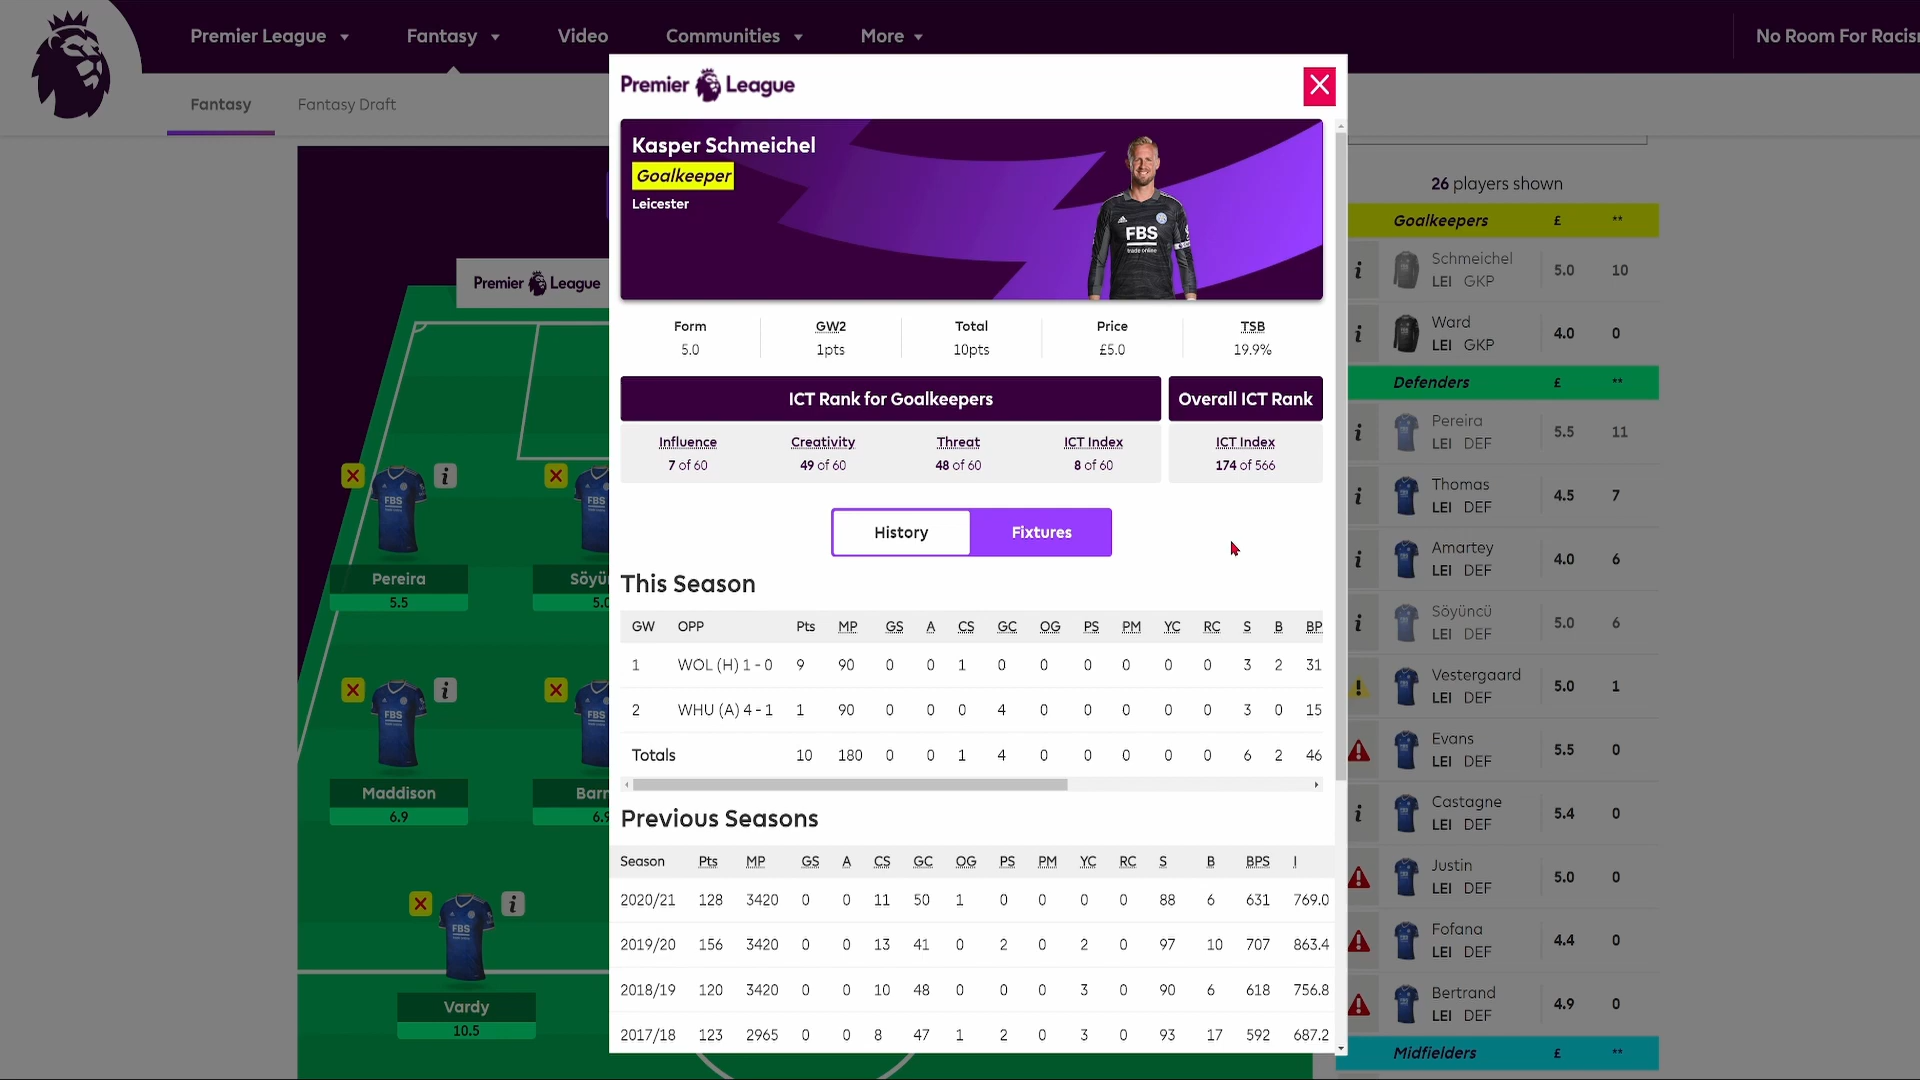 Premier League
Fantasy
Video
Communities
More
No Room For Racis
Fantasy
Fantasy Draft
Premier League
Kasper Schmeichel
Goalkeeper
Leicester
FBS
trade online
Form GW2 Total Price TSB
5.0 1pts 10pts £5.0 19.9%
ICT Rank for Goalkeepers
Overall ICT Rank
Influence Creativity Threat ICT Index ICT Index
7 of 60 49 of 60 48 of 60 8 of 60 174 of 566
History
Fixtures
This Season
GW OPP Pts MP GS A CS GC OG PS PM YC RC S B BP
1 WOL (H) 1 - 0 9 90 0 0 1 0 0 0 0 0 0 3 2 31
2 WHU (A) 4 - 1 1 90 0 0 0 4 0 0 0 0 0 3 0 15
Totals 10 180 0 0 1 4 0 0 0 0 0 6 2 46
Previous Seasons
Season Pts MP GS A CS GC OG PS PM YC RC S B BPS I
2020/21 128 3420 0 0 11 50 1 0 0 0 0 88 6 631 769.0
2019/20 156 3420 0 0 13 41 0 2 0 2 0 97 10 707 863.4
2018/19 120 3420 0 0 10 48 0 0 0 3 0 90 6 618 756.8
2017/18 123 2965 0 0 8 47 1 2 0 3 0 93 17 592 687.2
Premier League
FBS
FBS
Pereira
5.5
Söyü
5.0
FBS
FBS
Maddison
6.9
Barn
6.9
FBS
Vardy
10.5
26 players shown
Goalkeepers £ **
Schmeichel
LEI GKP 5.0 10
Ward
LEI GKP 4.0 0
Defenders £ **
Pereira
LEI DEF 5.5 11
Thomas
LEI DEF 4.5 7
Amartey
LEI DEF 4.0 6
Söyüncü
LEI DEF 5.0 6
Vestergaard
LEI DEF 5.0 1
Evans
LEI DEF 5.5 0
Castagne
LEI DEF 5.4 0
Justin
LEI DEF 5.0 0
Fofana
LEI DEF 4.4 0
Bertrand
LEI DEF 4.9 0
Midfielders £ **